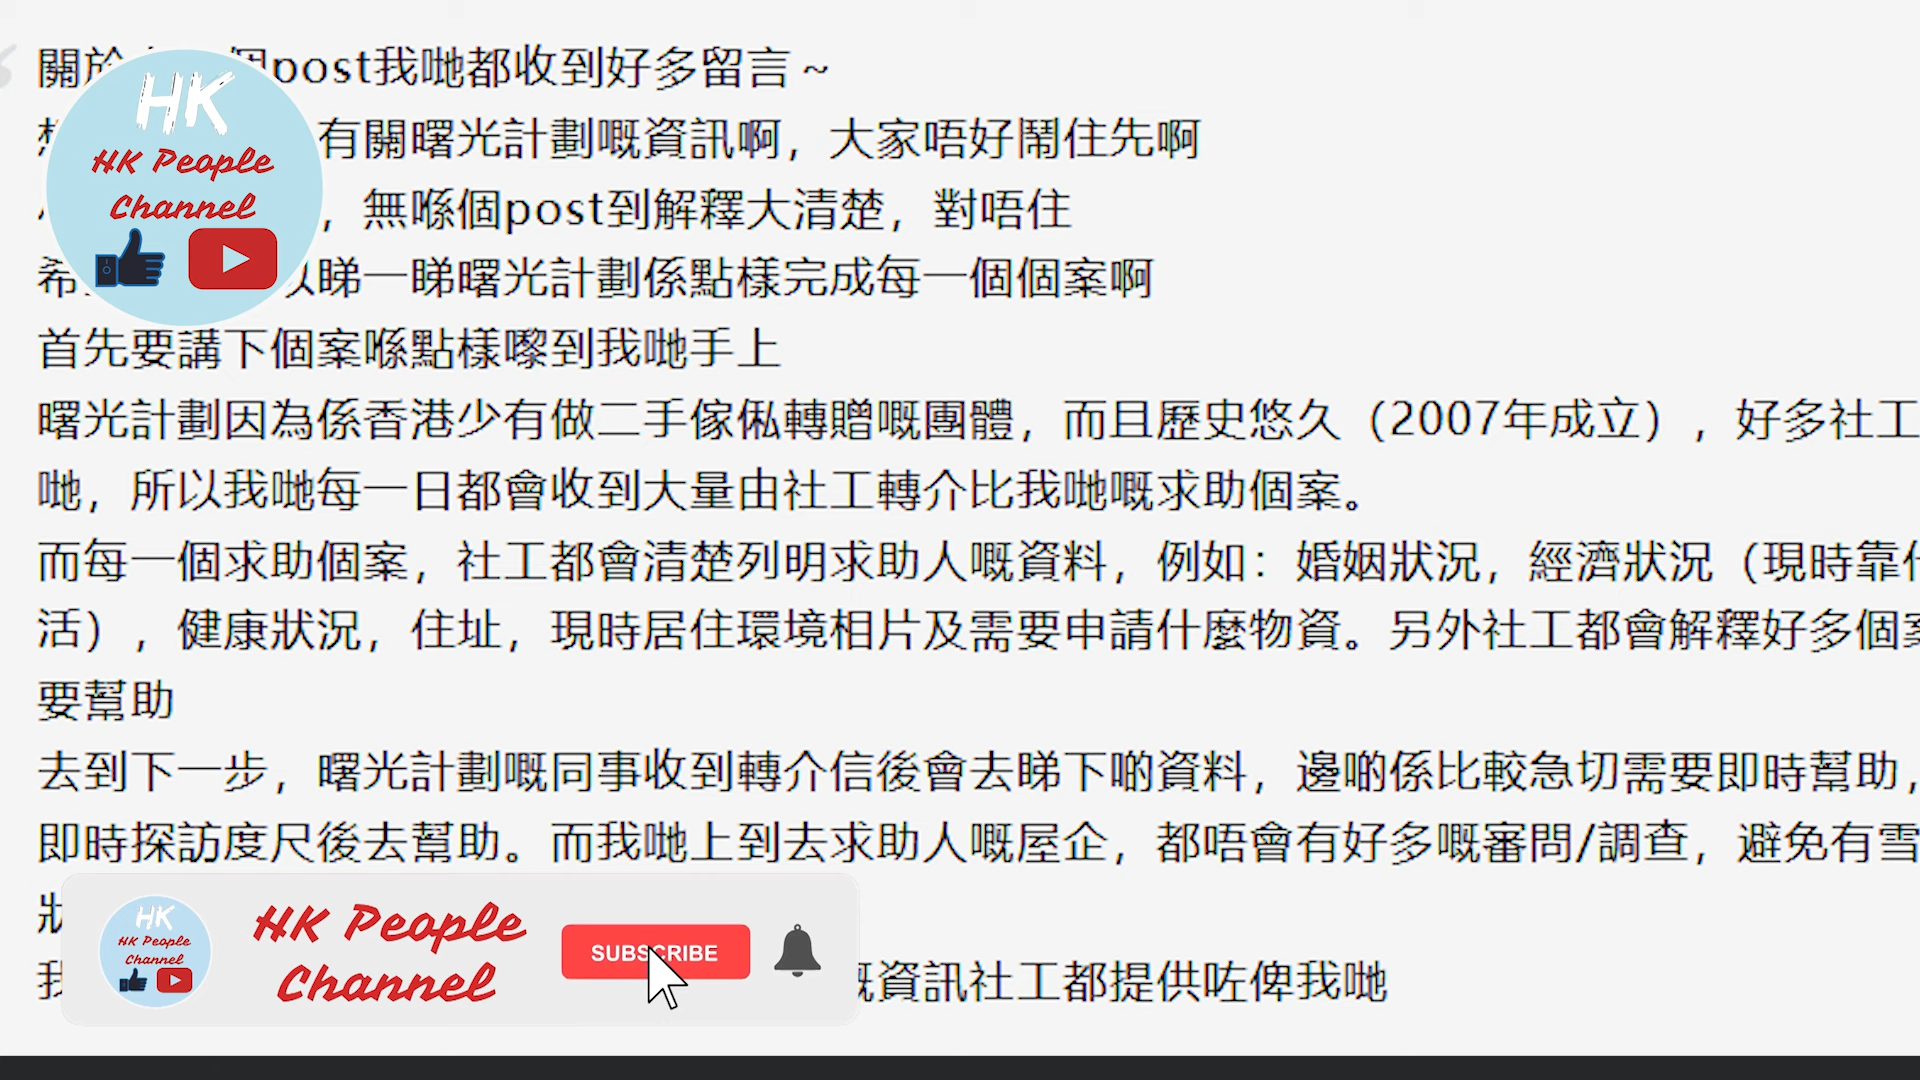 HK
HK People
Channel
個post我哋都收到好多留言~
有關曙光計劃嘅資訊啊，大家唔好鬧住先啊
，無喺個post到解釋大清楚，對唔住
睇一睇曙光計劃係點樣完成每一個個案啊
首先要講下個案喺點樣嚟到我哋手上
曙光計劃因為係香港少有做二手傢俬轉贈嘅團體，而且歷史悠久（2007年成立），好多社工
哋，所以我哋每一日都會收到大量由社工轉介比我哋嘅求助個案。
而每一個求助個案，社工都會清楚列明求助人嘅資料，例如：婚姻狀況，經濟狀況（現時靠
活），健康狀況，住址，現時居住環境相片及需要申請什麼物資。另外社工都會解釋好多個
要幫助
去到下一步，曙光計劃嘅同事收到轉介信後會去睇下啲資料，邊啲係比較急切需要即時幫助，
即時探訪度尺後去幫助。而我哋上到去求助人嘅屋企，都唔會有好多嘅審問/調查，避免有雪
嘅資訊社工都提供咗俾我哋
HK
HK People
Channel
HK People
Channel
SUBSCRIBE